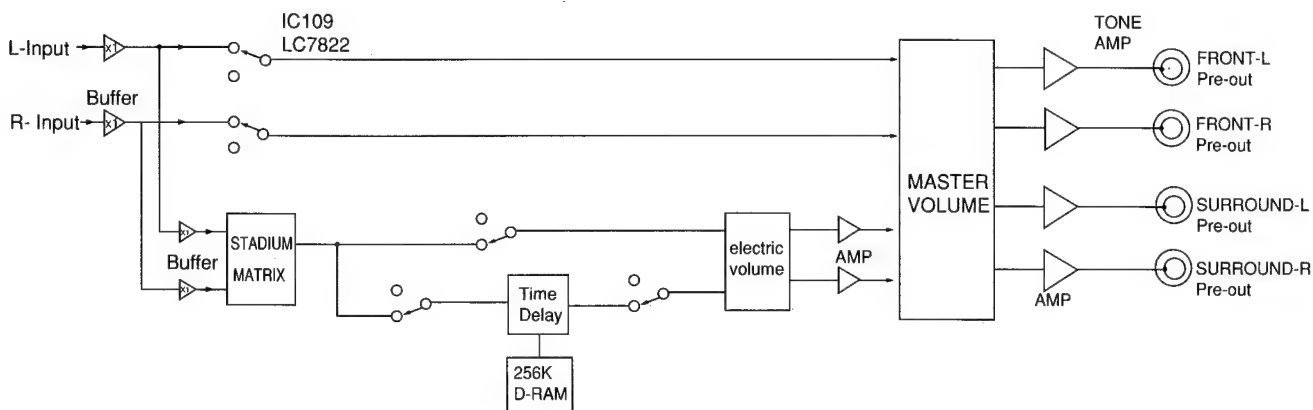 IC109
LC7822
L-Input
x1
Buffer
R- Input
x1
x1
Buffer
x1
STADIUM
MATRIX
Time
Delay
256K
D-RAM
electric
volume
AMP
MASTER
VOLUME
TONE
AMP
FRONT-L
Pre-out
FRONT-R
Pre-out
SURROUND-L
Pre-out
SURROUND-R
Pre-out
AMP